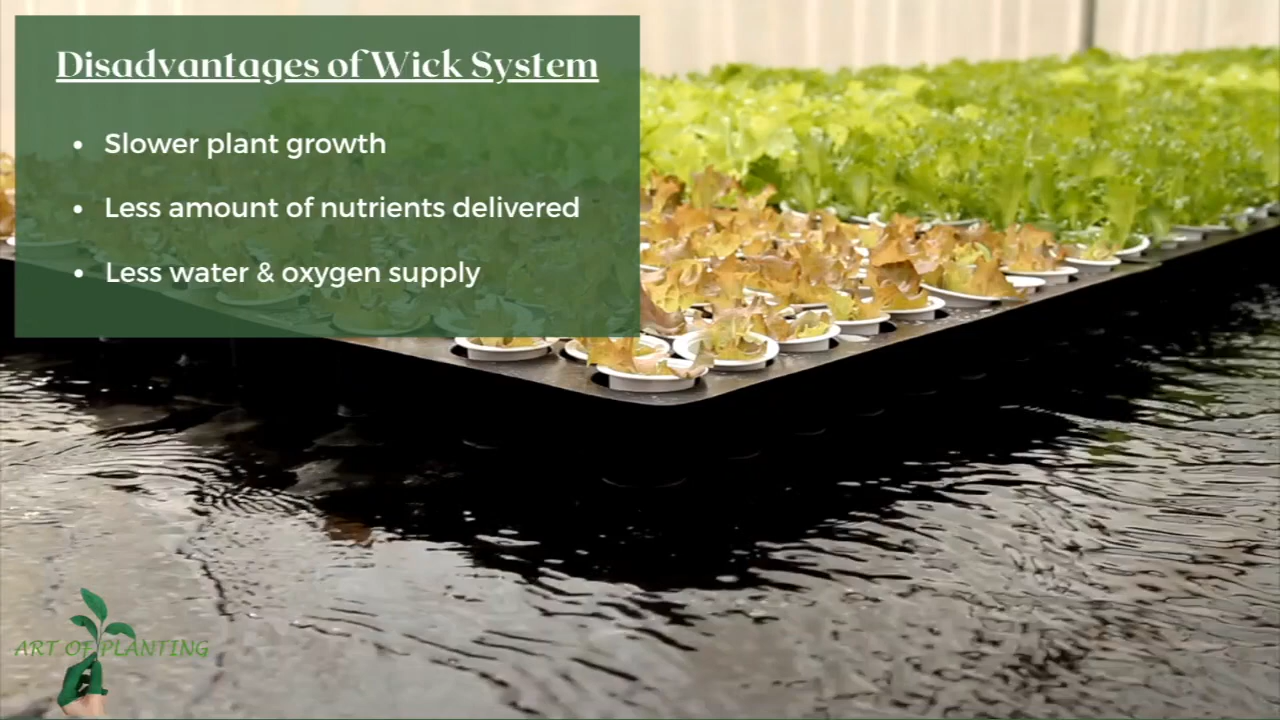 Disadvantages of Wick System
• Slower plant growth
• Less amount of nutrients delivered
• Less water & oxygen supply
ART OF PLANTING